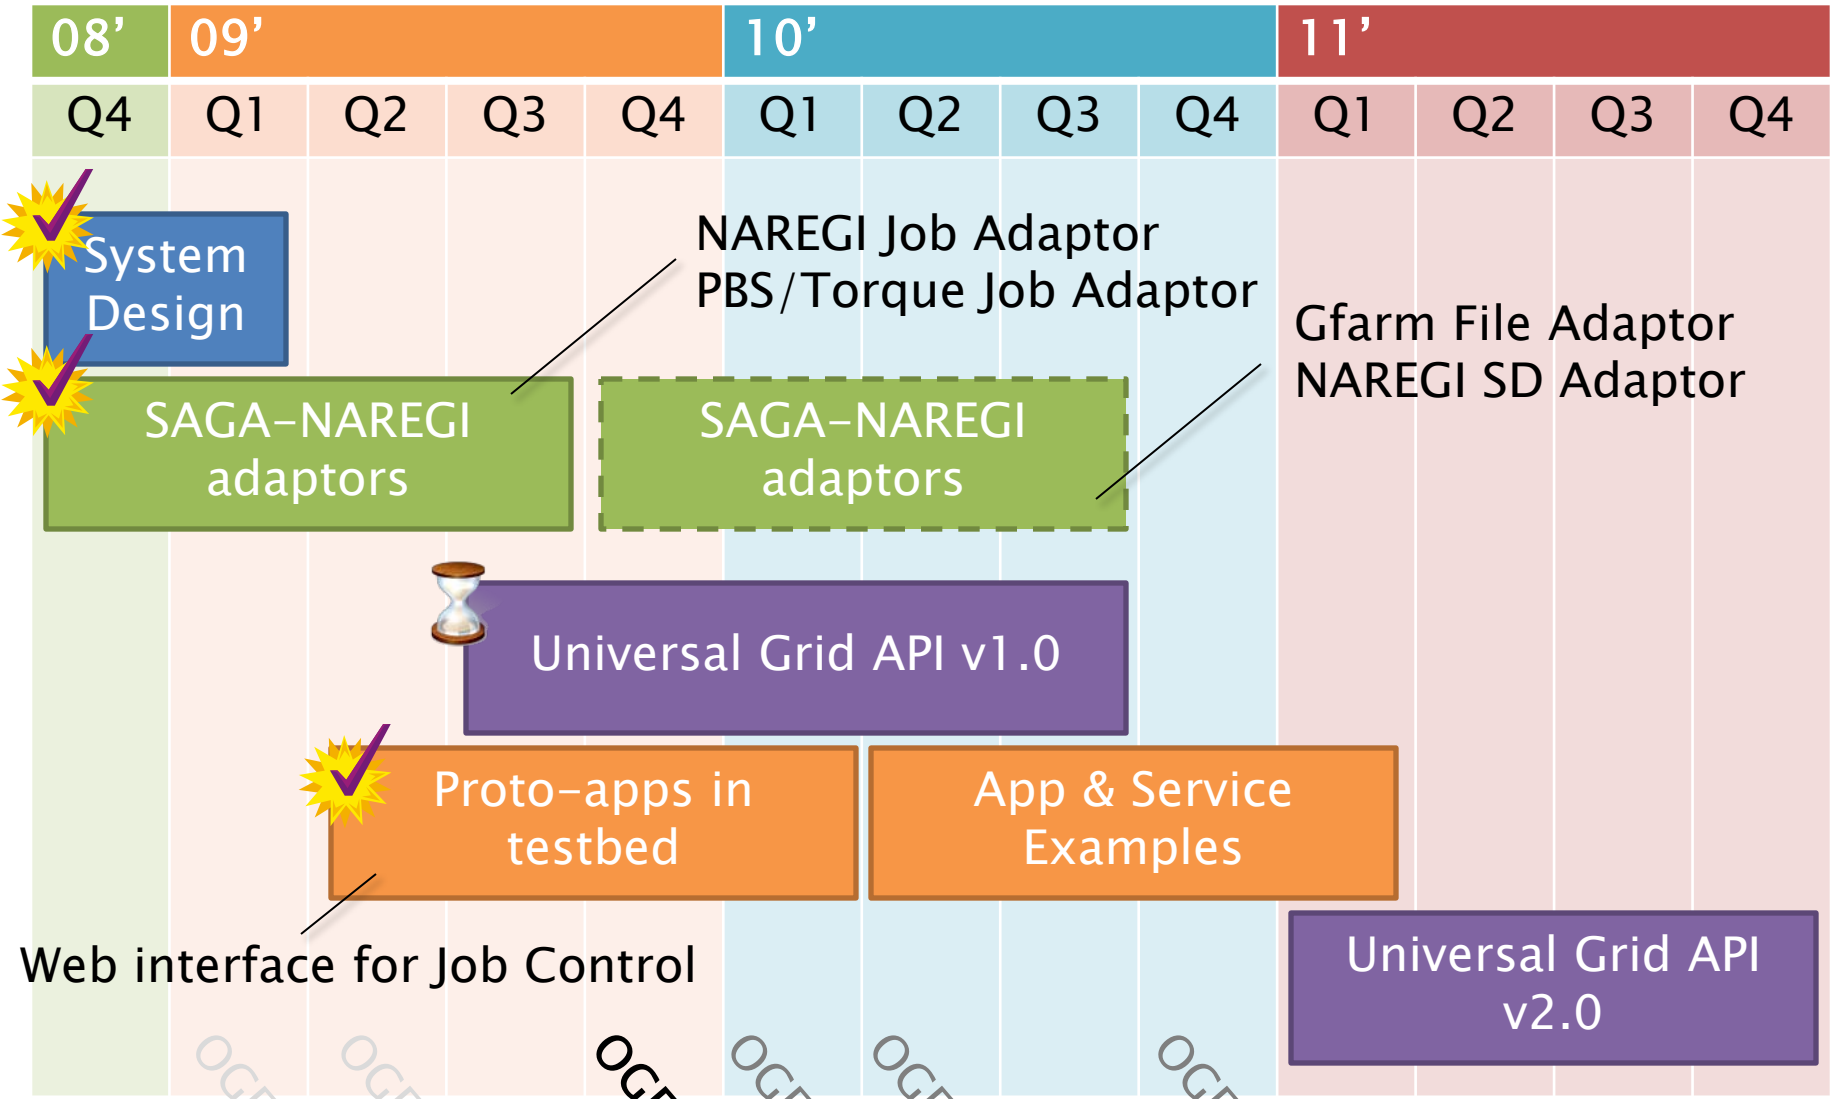 08’ 09’ 10’ 11’
Q4 Q1 Q2 Q3 Q4 Q1 Q2 Q3 Q4 Q1 Q2 Q3 Q4
System
Design
NAREGI Job Adaptor
PBS/Torque Job Adaptor
Gfarm File Adaptor
NAREGI SD Adaptor
SAGA-NAREGI
adaptors
SAGA-NAREGI
adaptors
Universal Grid API v1.0
Proto-apps in
testbed
App & Service
Examples
Web interface for Job Control
Universal Grid API
v2.0